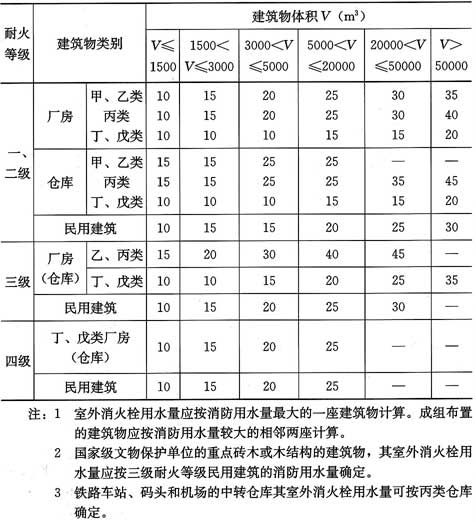 耐火等级 建筑物类别 建筑物体积V（m³）
V≤1500 1500<V≤3000 3000<V≤5000 5000<V≤20000 20000<V≤50000 V>50000
一、二级 厂房 甲、乙类 10 15 20 25 30 35
丙类 10 15 20 25 30 40
丁、戊类 10 10 10 15 15 20
仓库 甲、乙类 15 15 25 25 — —
丙类 15 15 25 25 35 45
丁、戊类 10 10 10 15 15 20
民用建筑 10 15 15 20 25 30
三级 厂房（仓库） 乙、丙类 15 20 30 40 45 —
丁、戊类 10 10 15 20 25 35
民用建筑 10 15 20 25 30 —
四级 丁、戊类厂房（仓库） 10 15 20 25 — —
民用建筑 10 15 20 25 — —
注：1 室外消火栓用水量应按消防用水量最大的一座建筑物计算。成组布置
的建筑物应按消防用水量较大的相邻两座计算。
2 国家级文物保护单位的重点砖木或木结构的建筑物，其室外消火栓用
水量应按三级耐火等级民用建筑的消防用水量确定。
3 铁路车站、码头和机场的中转仓库其室外消火栓用水量可按丙类仓库
确定。